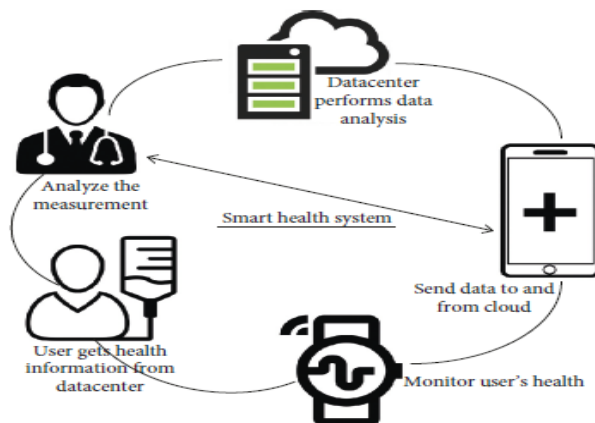 Datacenter
performs data
analysis
Analyze the
measurement
Smart health system
Send data to and
from cloud
User gets health
information from
datacenter
Monitor user's health